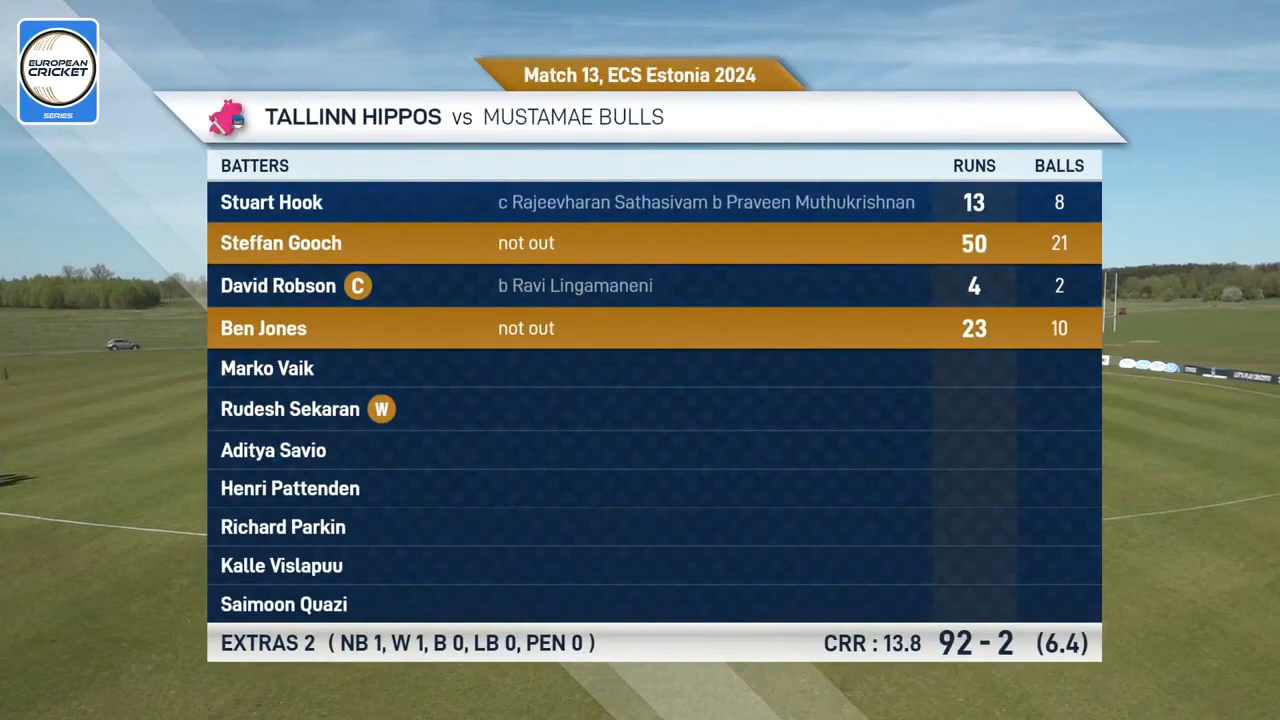 EUROPEAN
CRICKET
SERIES
Match 13, ECS Estonia 2024
TALLINN HIPPOS vs MUSTAMAE BULLS
BATTERS RUNS BALLS
Stuart Hook c Rajeevharan Sathasivam b Praveen Muthukrishnan 13 8
Steffan Gooch not out 50 21
David Robson C b Ravi Lingamaneni 4 2
Ben Jones not out 23 10
Marko Vaik
Rudesh Sekaran W
Aditya Savio
Henri Pattenden
Richard Parkin
Kalle Vislapuu
Saimoon Quazi
EXTRAS 2 ( NB 1, W 1, B 0, LB 0, PEN 0 ) CRR : 13.8 92 - 2 (6.4)